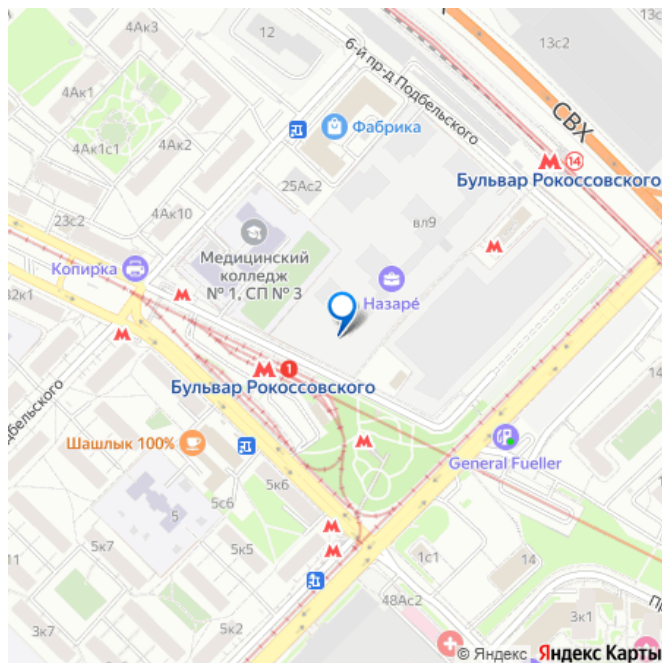 4Ак3
12
13с2
6-й пр-д Подбельского
СВХ
4Ак1
4Ак1с1
4Ак2
Фабрика
М 14
Бульвар Рокоссовского
25Ас2
4Ак10
23с2
вл9
М
Медицинский
колледж
№ 1, СП № 3
Копирка
Назаре́
М
32к1
М
М 1
Бульвар Рокоссовского
дбельского
Шашлык 100%
М
General Fueller
5к6
5с6
5
М
5к7
5к5
М
11
1с1
14
48Ас2
3к1
3к7
5к2
© Яндекс Яндекс Карты